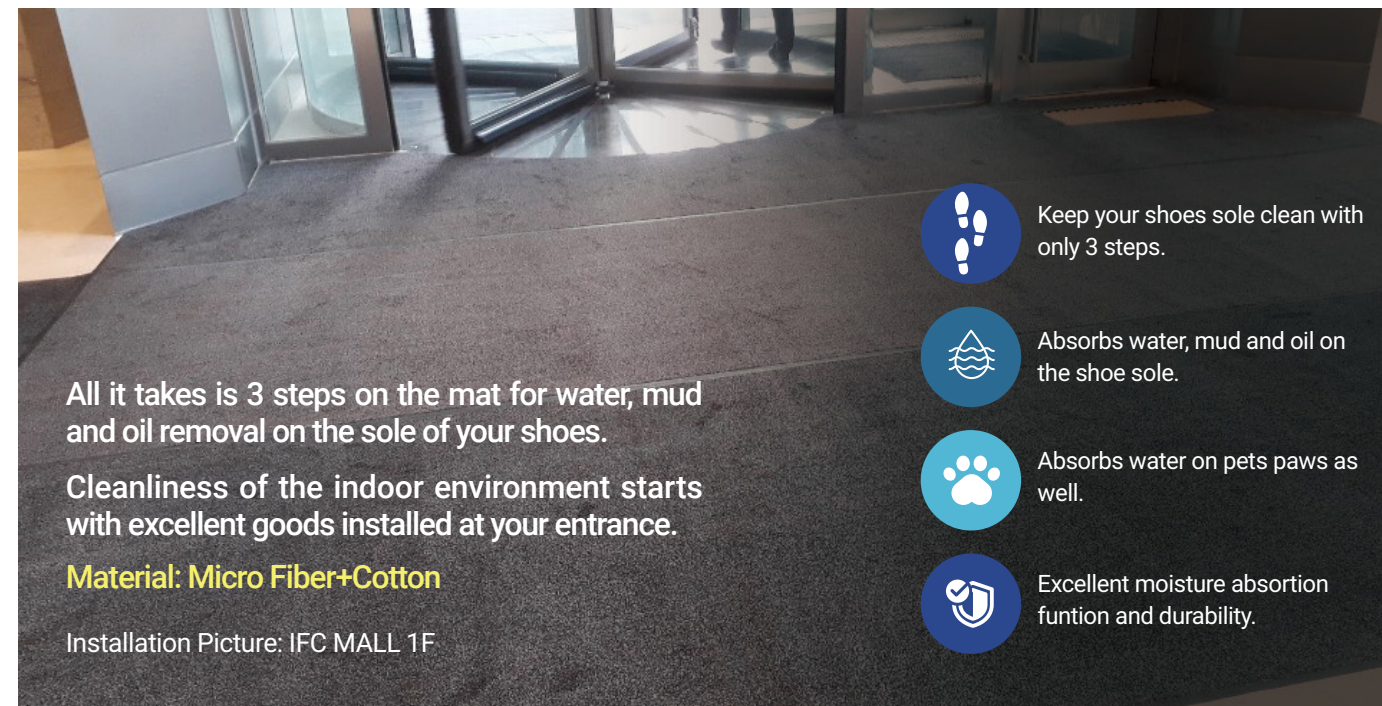 All it takes is 3 steps on the mat for water, mud
and oil removal on the sole of your shoes.
Cleanliness of the indoor environment starts
with excellent goods installed at your entrance.
Material: Micro Fiber+Cotton
Installation Picture: IFC MALL 1F
Keep your shoes sole clean with
only 3 steps.
Absorbs water, mud and oil on
the shoe sole.
Absorbs water on pets paws as
well.
Excellent moisture absortion
funtion and durability.